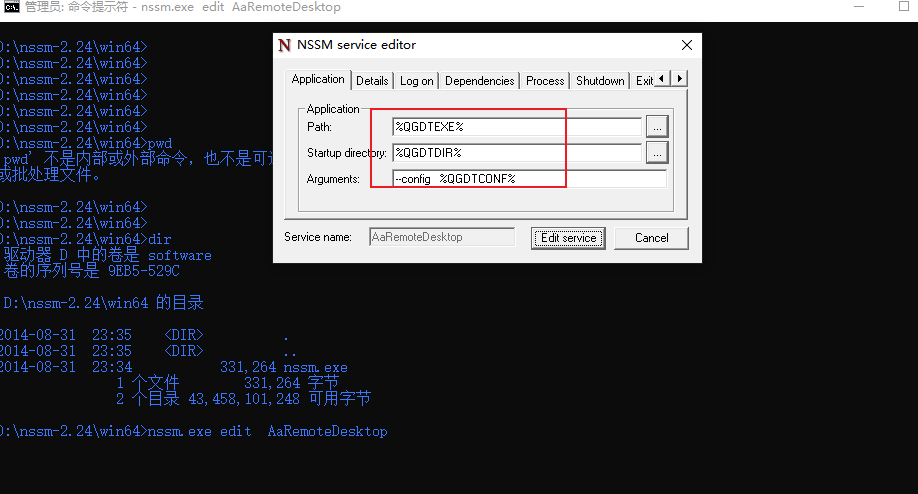 管理员: 命令提示符 - nssm.exe  edit  AaRemoteDesktop
D:\nssm-2.24\win64>
D:\nssm-2.24\win64>
D:\nssm-2.24\win64>
D:\nssm-2.24\win64>
D:\nssm-2.24\win64>
D:\nssm-2.24\win64>
D:\nssm-2.24\win64>pwd
'pwd' 不是内部或外部命令，也不是可
或批处理文件。
D:\nssm-2.24\win64>
D:\nssm-2.24\win64>
D:\nssm-2.24\win64>dir
驱动器 D 中的卷是 software
卷的序列号是 9EB5-529C
D:\nssm-2.24\win64 的目录
2014-08-31  23:35    <DIR>          .
2014-08-31  23:35    <DIR>          ..
2014-08-31  23:34           331,264 nssm.exe
1 个文件        331,264 字节
2 个目录 43,458,101,248 可用字节
D:\nssm-2.24\win64>nssm.exe edit  AaRemoteDesktop
NSSM service editor
Application Details Log on Dependencies Process Shutdown Exit
Application
Path: %QGDTEXE% ...
Startup directory: %QGDTDIR% ...
Arguments: --config  %QGDTCONF%
Service name: AaRemoteDesktop Edit service Cancel